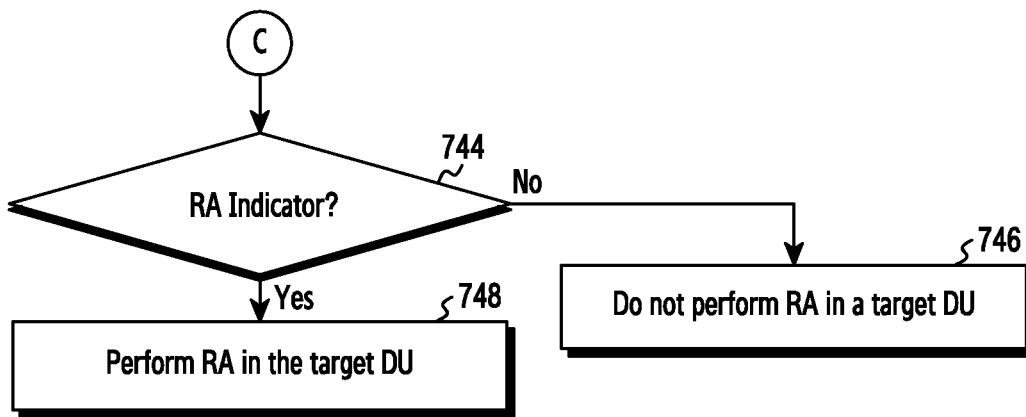 C
744
RA Indicator?
No
746
Do not perform RA in a target DU
Yes
748
Perform RA in the target DU